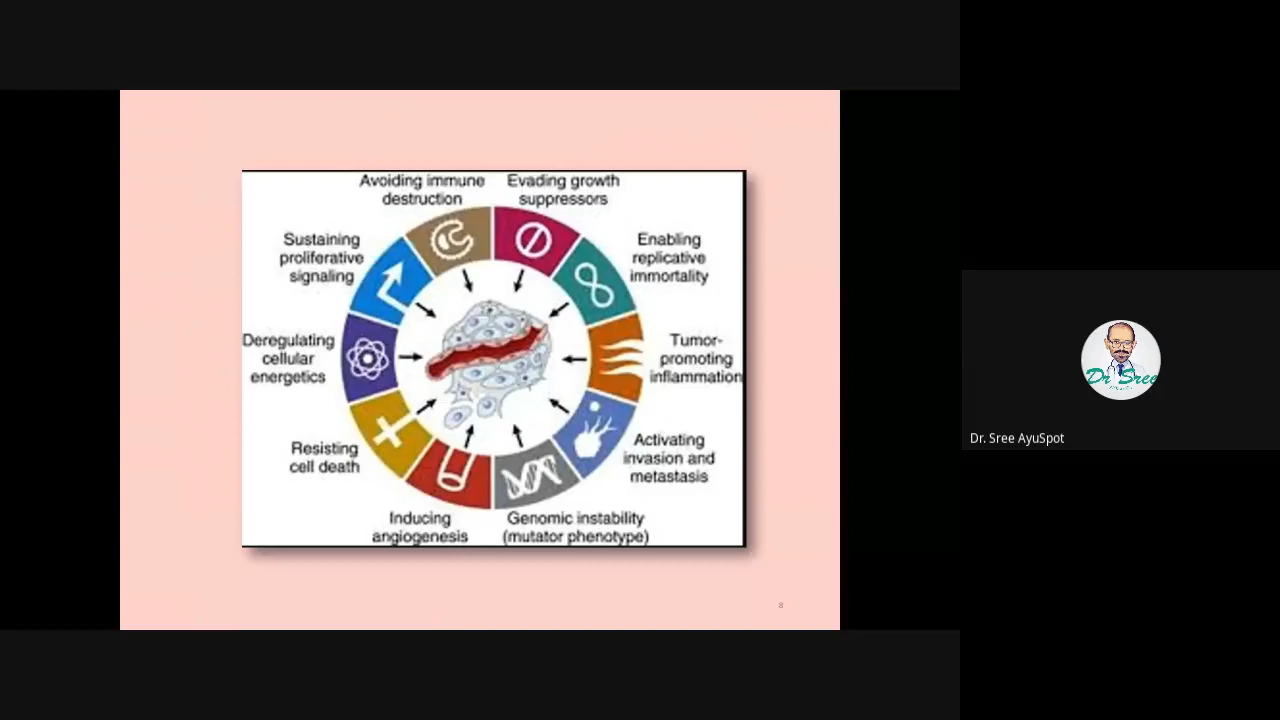 Avoiding immune
destruction
Evading growth
suppressors
Sustaining
proliferative
signaling
Enabling
replicative
immortality
Deregulating
cellular
energetics
Tumor-
promoting
inflammation
Resisting
cell death
Activating
invasion and
metastasis
Inducing
angiogenesis
Genomic instability
(mutator phenotype)
8
Dr Sree
Dr. Sree AyuSpot